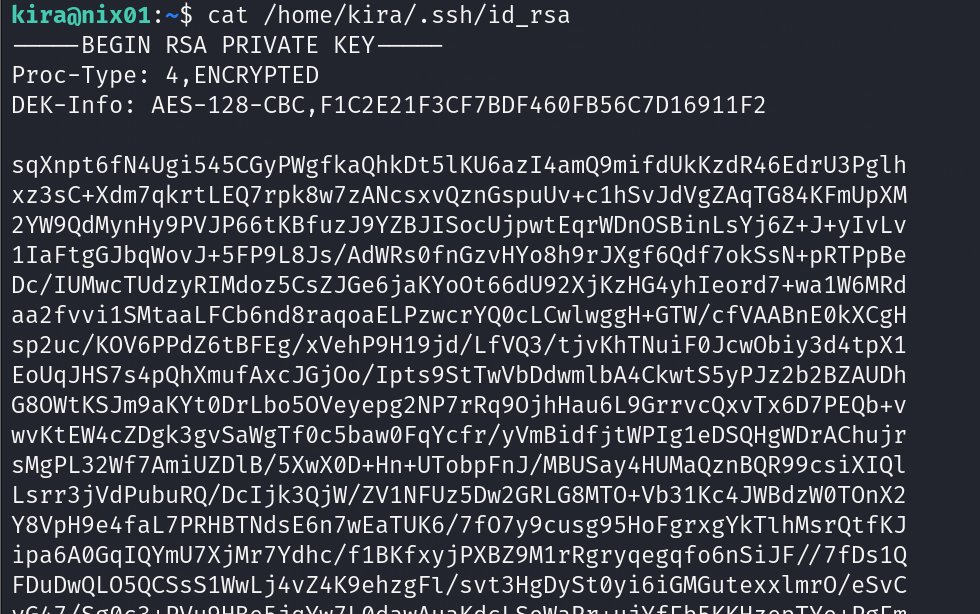 kira@nix01:~$ cat /home/kira/.ssh/id_rsa
-----BEGIN RSA PRIVATE KEY-----
Proc-Type: 4,ENCRYPTED
DEK-Info: AES-128-CBC,F1C2E21F3CF7BDF460FB56C7D16911F2

sqXnpt6fN4Ugi545CGyPWgfkaQhkDt5lKU6azI4amQ9mifdUkKzdR46EdrU3Pglh
xz3sC+Xdm7qkrtLEQ7rpk8w7zANcsxvQznGspuUv+c1hSvJdVgZAqTG84KFmUpXM
2YW9QdMynHy9PVJP66tKBfuzJ9YZBJISocUjpwtEqrWDnOSBinLsYj6Z+J+yIvLv
1IaFtgGJbqWovJ+5FP9L8Js/AdWRs0fnGzvHYo8h9rJXgf6Qdf7okSsN+pRTPpBe
Dc/IUMwcTUdzyRIMdoz5CsZJGe6jaKYoOt66dU92XjKzHG4yhIeord7+wa1W6MRd
aa2fvvi1SMtaaLFCb6nd8raqoaELPzwcrYQ0cLCwlwggH+GTW/cfVAABnE0kXCgH
sp2uc/KOV6PPdZ6tBFEg/xVehP9H19jd/LfVQ3/tjvKhTNuiF0JcwObiy3d4tpX1
EoUqJHS7s4pQhXmufAxcJGjOo/Ipts9StTwVbDdwmlbA4CkwtS5yPJz2b2BZAUDh
G8OWtKSJm9aKYt0DrLbo5OVeyepg2NP7rRq9OjhHau6L9GrrvcQxvTx6D7PEQb+v
wvKtEW4cZDgk3gvSaWgTf0c5baw0FqYcfr/yVmBidfjtWPIg1eDSQHgWDrAChujr
sMgPL32Wf7AmiUZDlB/5XwX0D+Hn+UTobpFnJ/MBUSay4HUMaQznBQR99csiXIQl
Lsrr3jVdPubuRQ/DcIjk3QjW/ZV1NFUz5Dw2GRLG8MTO+Vb31Kc4JWBdzW0TOnX2
Y8VpH9e4faL7PRHBTNdsE6n7wEaTUK6/7fO7y9cusg95HoFgrxgYkTlhMsrQtfKJ
ipa6A0GqIQYmU7XjMr7Ydhc/f1BKfxyjPXBZ9M1rRgryqegqfo6nSiJF//7fDs1Q
FDuDwQLO5QCSsS1WwLj4vZ4K9ehzgFl/svt3HgDySt0yi6iGMGutexxlmrO/eSvC